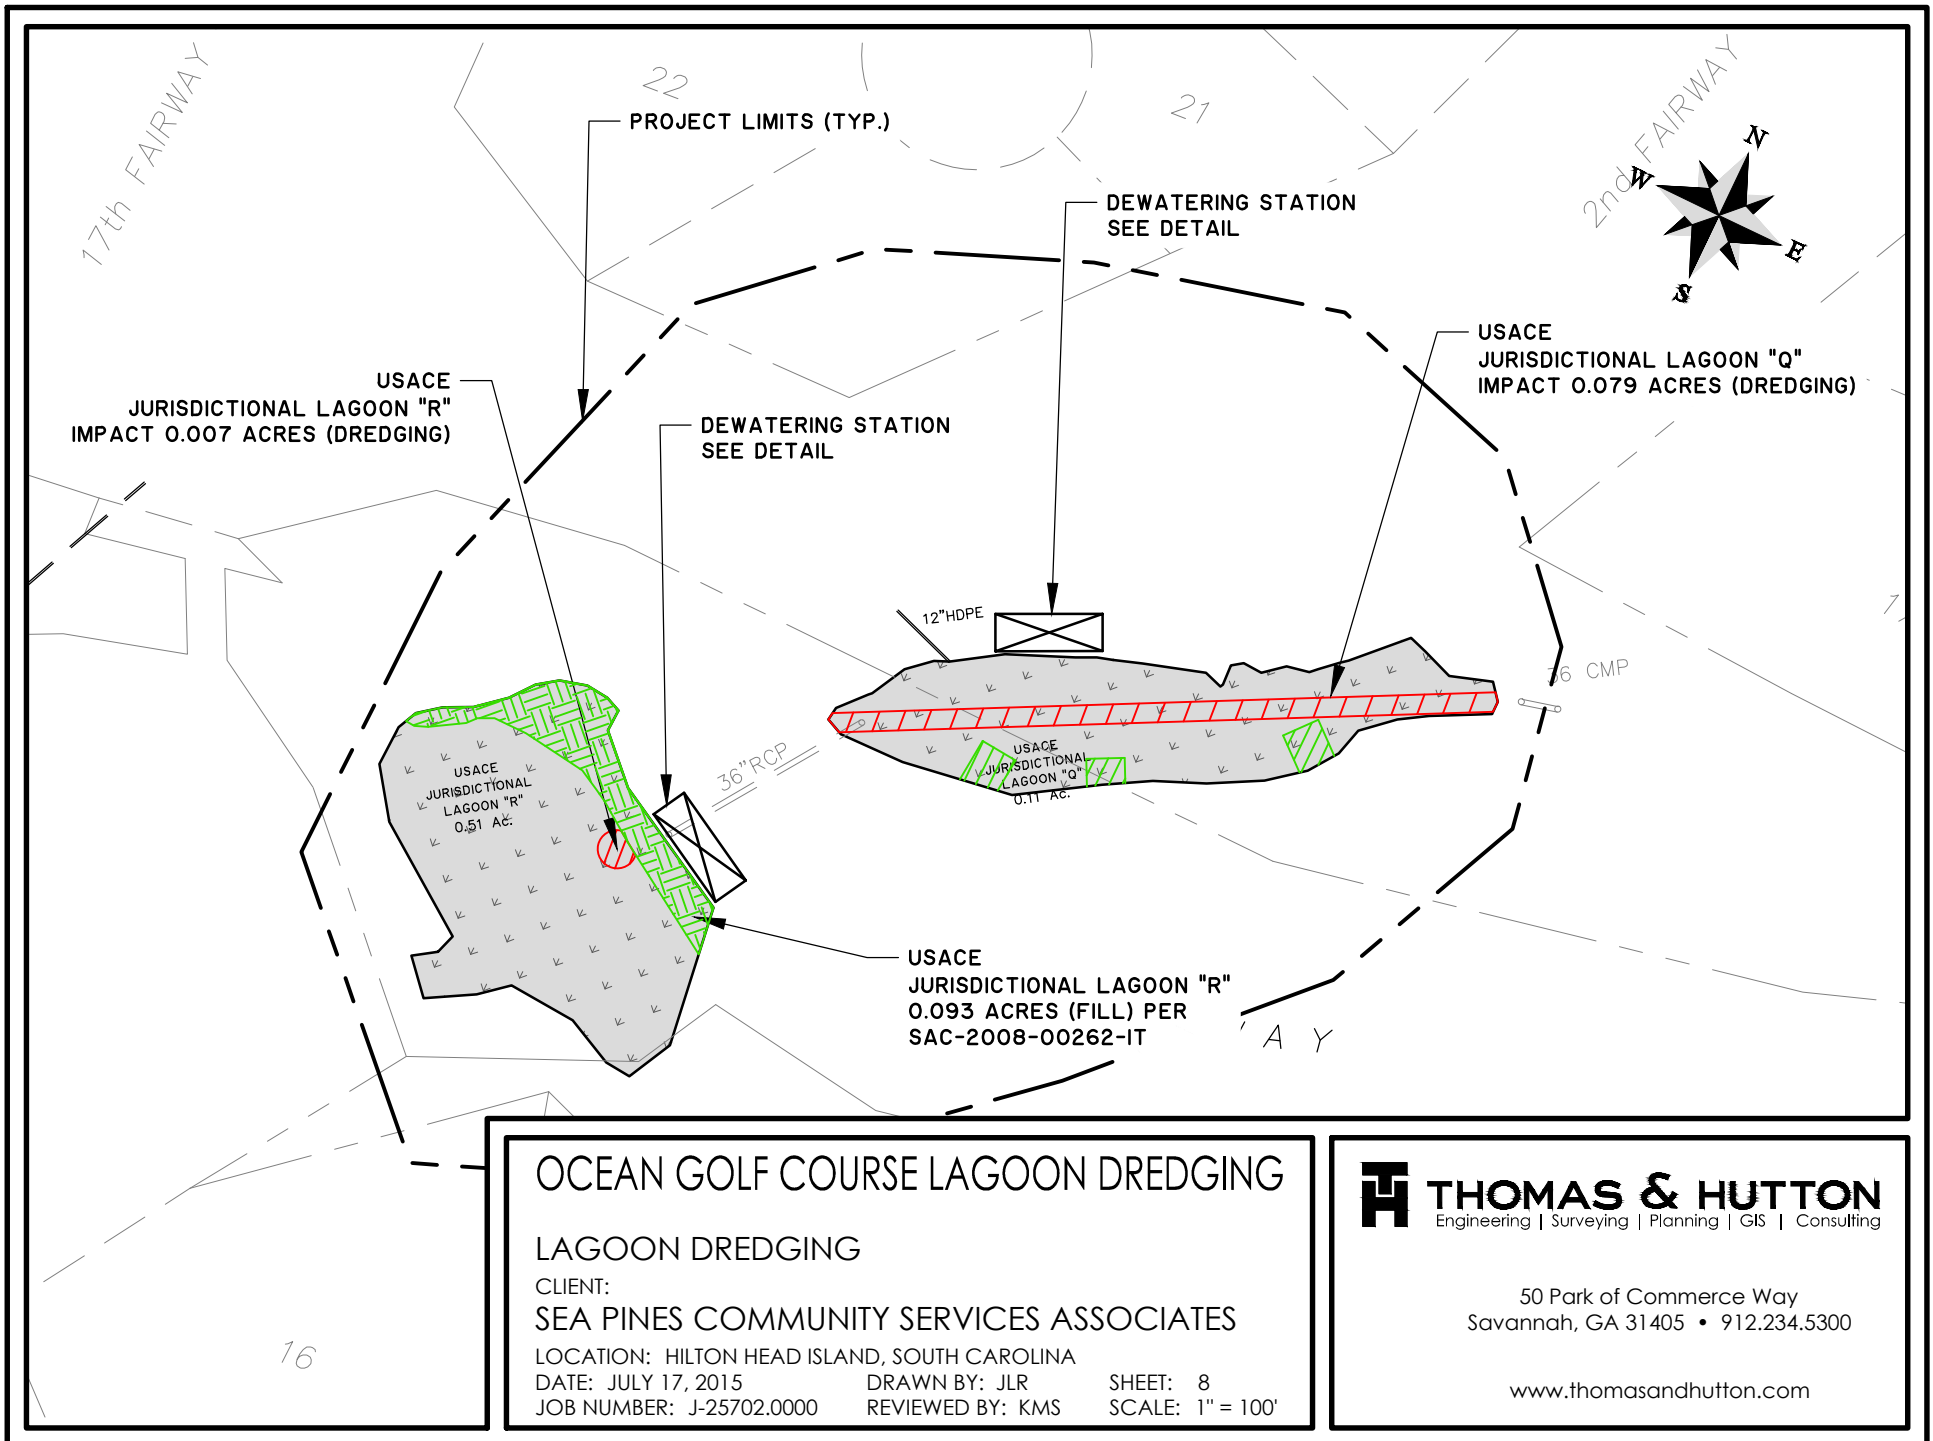 17th FAIRWAY
22
PROJECT LIMITS (TYP.)
21
2nd FAIRWAY
N
W
E
S
DEWATERING STATION
SEE DETAIL
USACE
JURISDICTIONAL LAGOON "Q"
IMPACT 0.079 ACRES (DREDGING)
USACE
JURISDICTIONAL LAGOON "R"
IMPACT 0.007 ACRES (DREDGING)
DEWATERING STATION
SEE DETAIL
12"HDPE
36 CMP
36"RCP
USACE
JURISDICTIONAL
LAGOON "Q"
0.11 Ac.
USACE
JURISDICTIONAL
LAGOON "R"
0.51 Ac.
USACE
JURISDICTIONAL LAGOON "R"
0.093 ACRES (FILL) PER
SAC-2008-00262-IT
A Y
16
OCEAN GOLF COURSE LAGOON DREDGING
LAGOON DREDGING
CLIENT:
SEA PINES COMMUNITY SERVICES ASSOCIATES
LOCATION: HILTON HEAD ISLAND, SOUTH CAROLINA
DATE: JULY 17, 2015 DRAWN BY: JLR SHEET: 8
JOB NUMBER: J-25702.0000 REVIEWED BY: KMS SCALE: 1" = 100'
TH THOMAS & HUTTON
Engineering | Surveying | Planning | GIS | Consulting
50 Park of Commerce Way
Savannah, GA 31405 • 912.234.5300
www.thomasandhutton.com